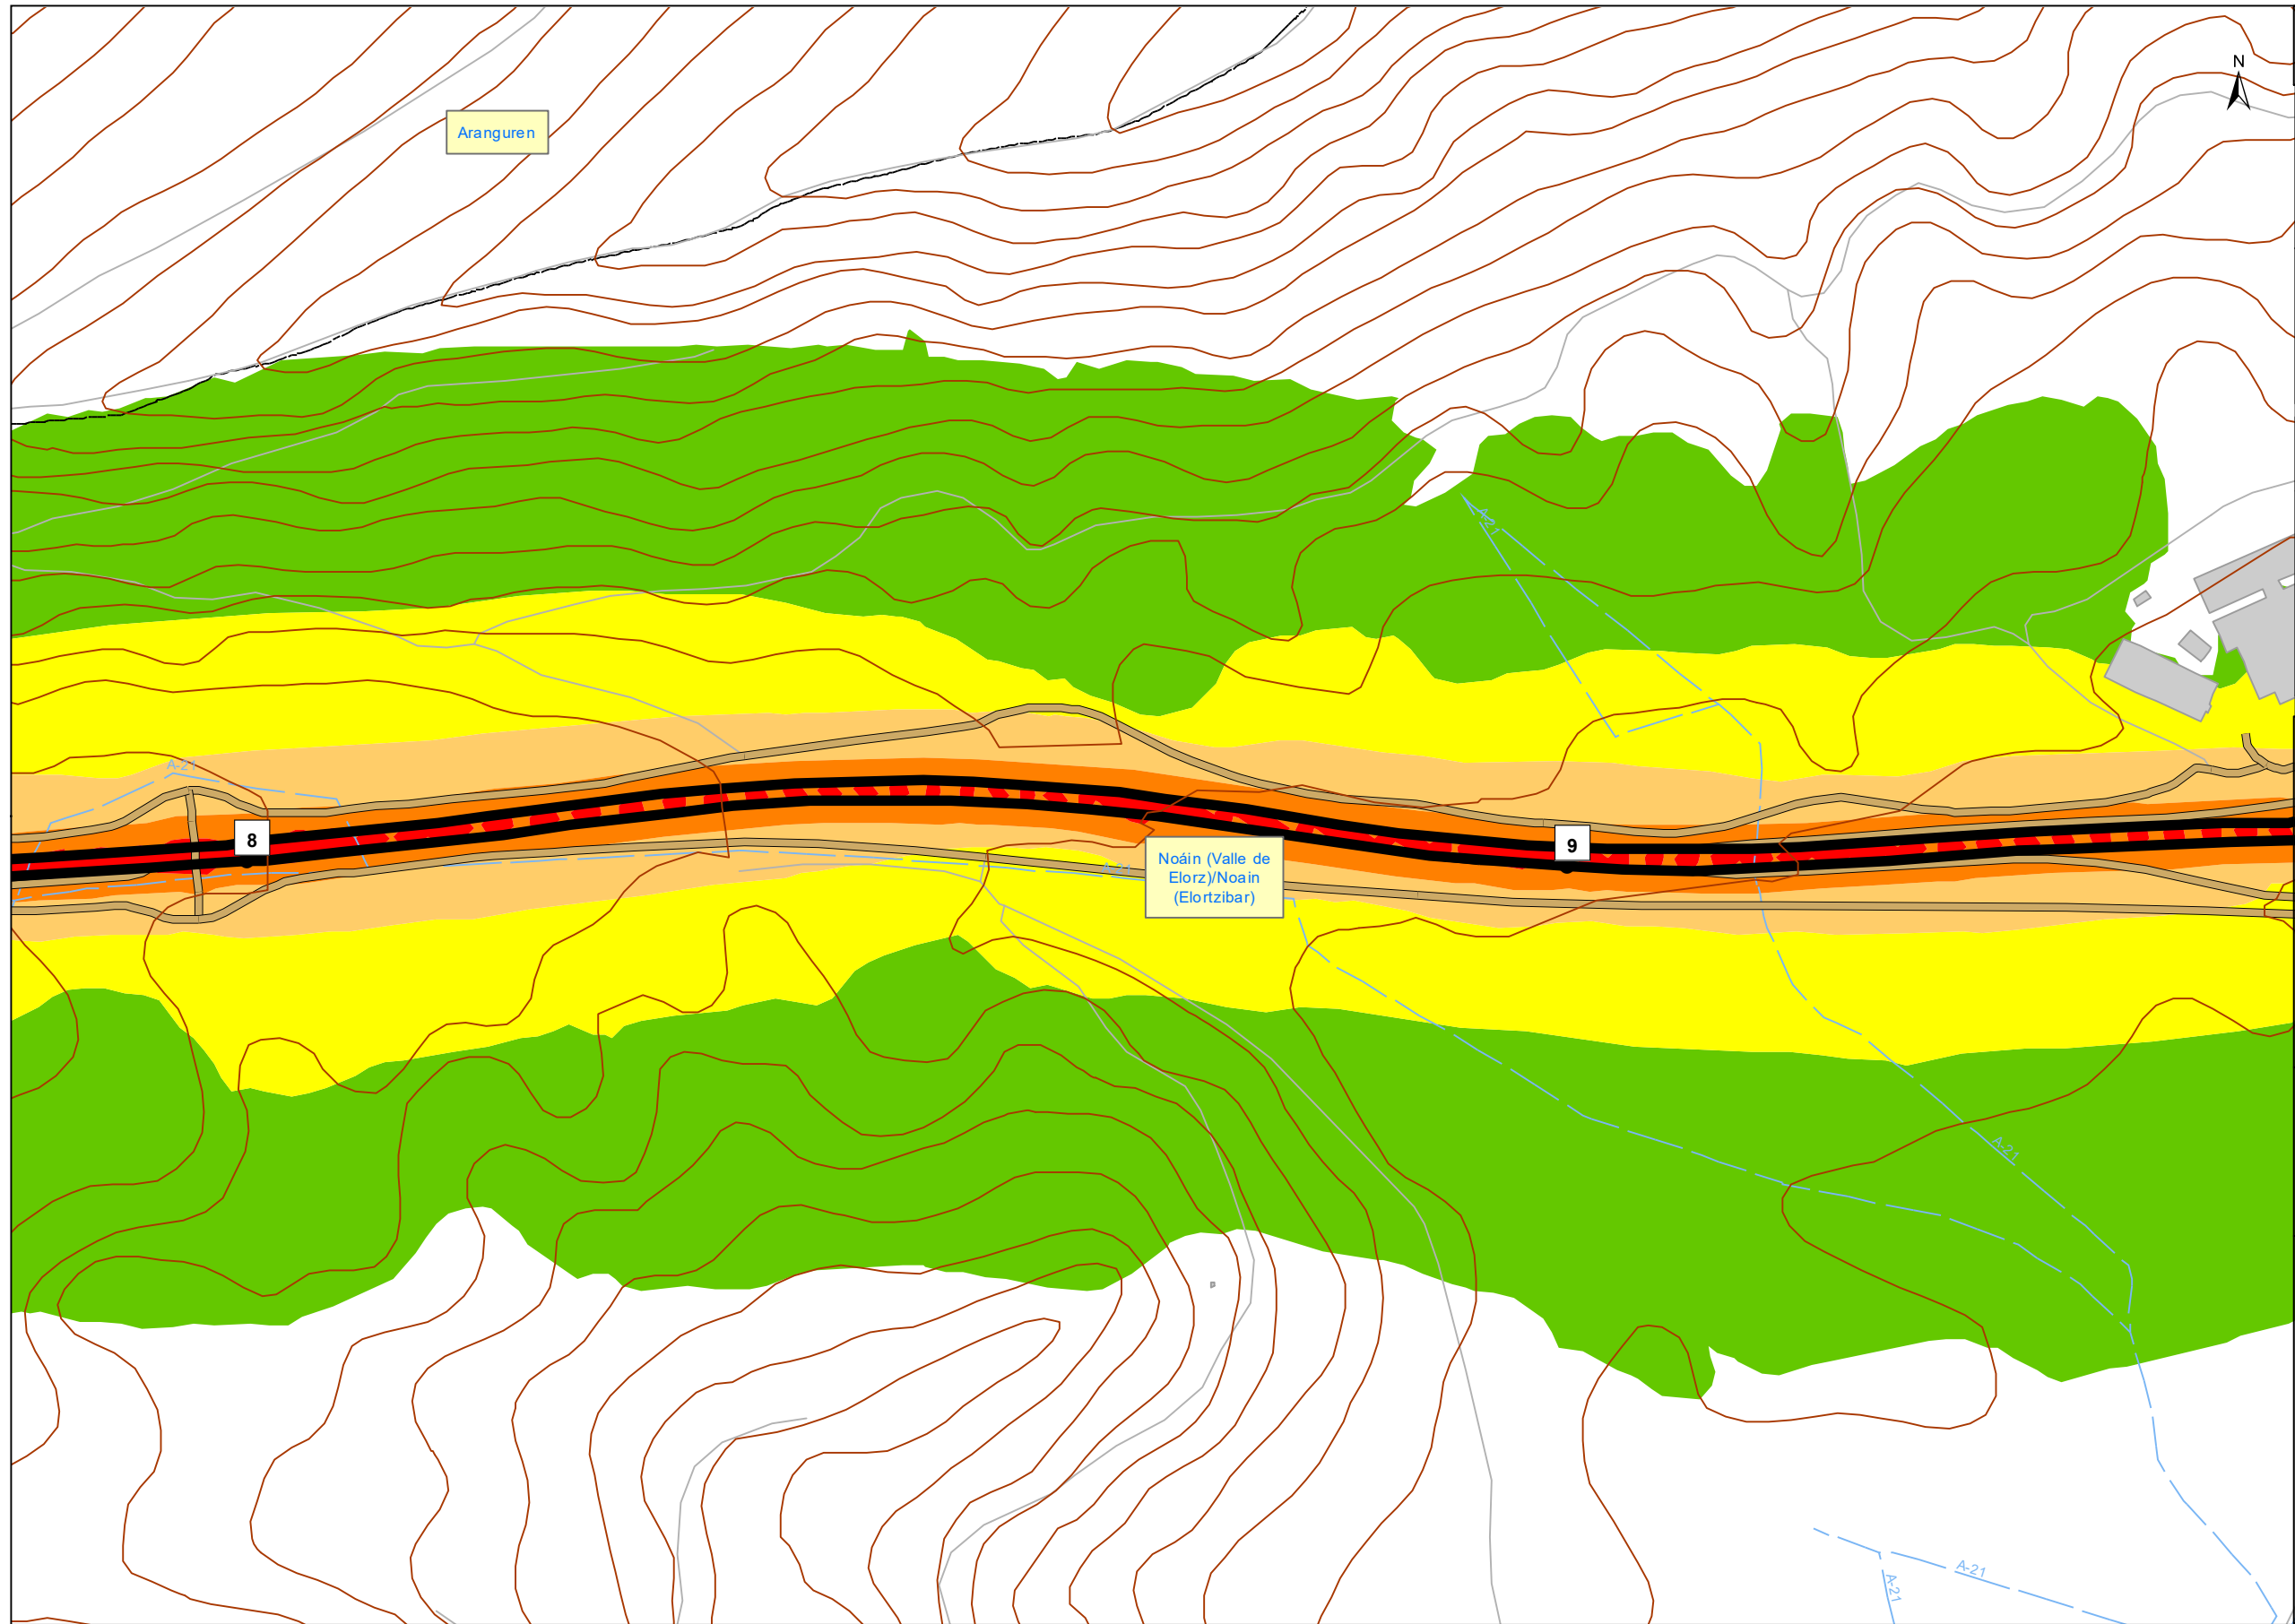 N
Aranguren
A-21
A-21
8
9
A-21
Noáin (Valle de
Elorz)/Noain
(Elortzibar)
A-21
A-21
A-21